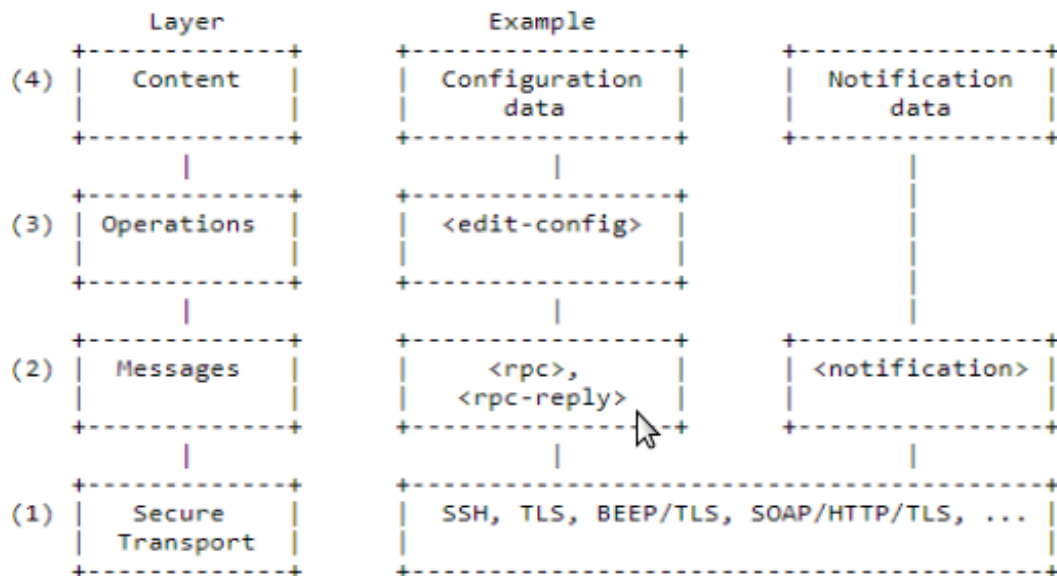 Layer Example
(4) Content Configuration Notification
data data
(3) Operations <edit-config>
(2) Messages <rpc>, <notification>
<rpc-reply>
(1) Secure SSH, TLS, BEEP/TLS, SOAP/HTTP/TLS, ...
Transport